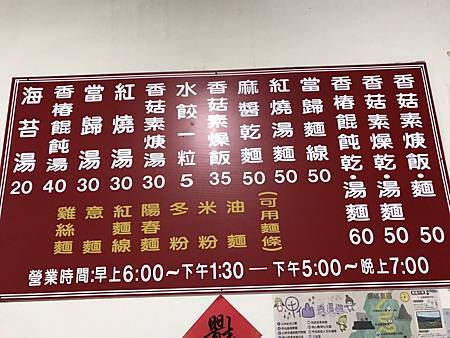 香菇素焿飯·麵 50
香菇素燥乾·湯麵 50
香椿餛飩乾·湯麵 60
當歸麵線 50
紅燒湯麵 50
麻醬乾麵 50
香菇素燥飯 35
水餃一粒 5
香菇素焿湯 30
紅燒湯 30
當歸湯 30
香椿餛飩湯 40
海苔湯 20
(可用麵條)
油麵
米粉
冬粉
陽春麵
紅麵線
意麵
雞絲麵
營業時間:早上6:00～下午1:30 — 下午5:00～晚上7:00